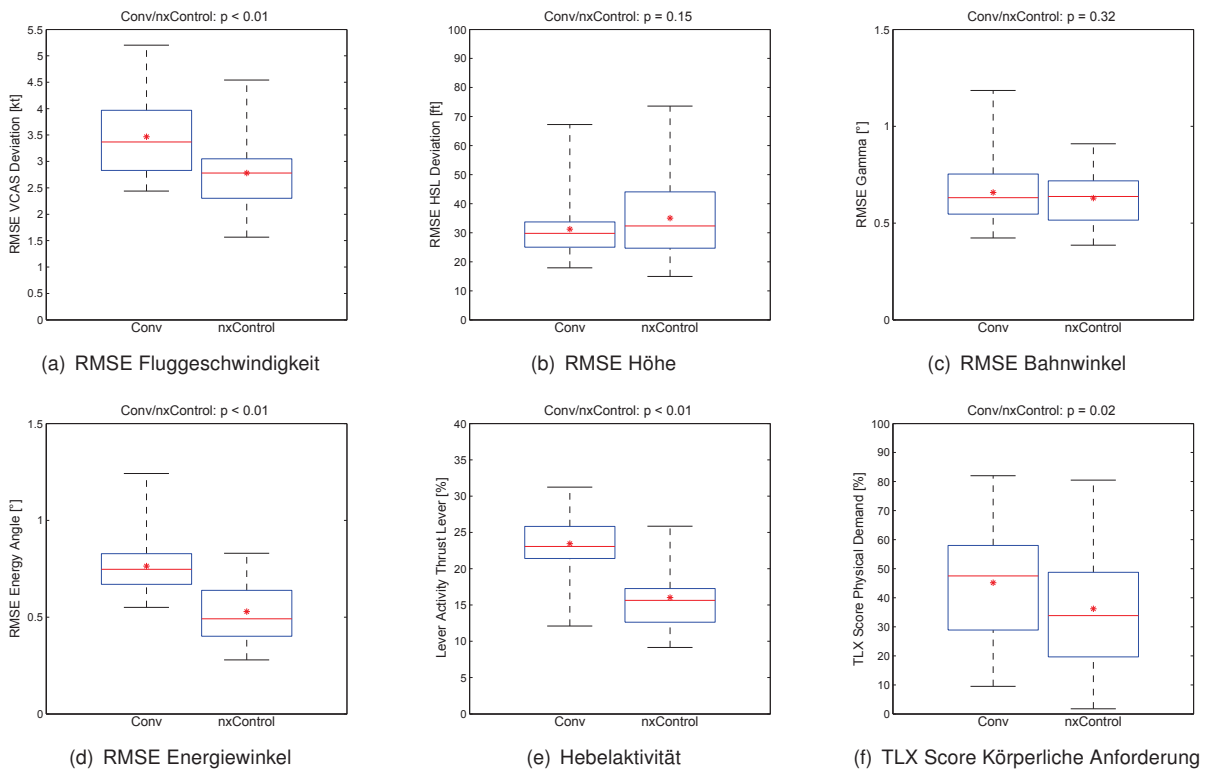 Conv/nxControl: p < 0.01
RMSE VCAS Deviation [kt]
5.5
5
4.5
4
3.5
3
2.5
2
1.5
1
0.5
0
Conv
nxControl
(a) RMSE Fluggeschwindigkeit
Conv/nxControl: p = 0.15
RMSE HSL Deviation [ft]
100
90
80
70
60
50
40
30
20
10
0
Conv
nxControl
(b) RMSE Höhe
Conv/nxControl: p = 0.32
RMSE Gamma [°]
1.5
1
0.5
0
Conv
nxControl
(c) RMSE Bahnwinkel
Conv/nxControl: p < 0.01
RMSE Energy Angle [°]
1.5
1
0.5
0
Conv
nxControl
(d) RMSE Energiewinkel
Conv/nxControl: p < 0.01
Lever Activity Thrust Lever [%]
40
35
30
25
20
15
10
5
0
Conv
nxControl
(e) Hebelaktivität
Conv/nxControl: p = 0.02
TLX Score Physical Demand [%]
100
90
80
70
60
50
40
30
20
10
0
Conv
nxControl
(f) TLX Score Körperliche Anforderung